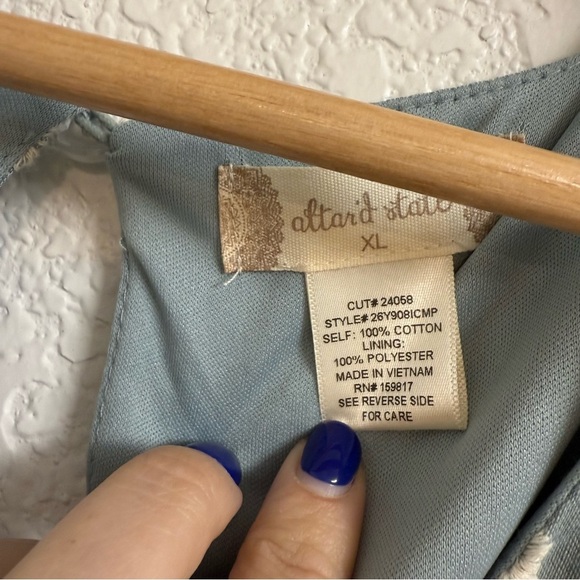 altar'd state
XL
CUT# 24058
STYLE# 26Y908ICMP
SELF: 100% COTTON
LINING:
100% POLYESTER
MADE IN VIETNAM
RN# 159817
SEE REVERSE SIDE
FOR CARE